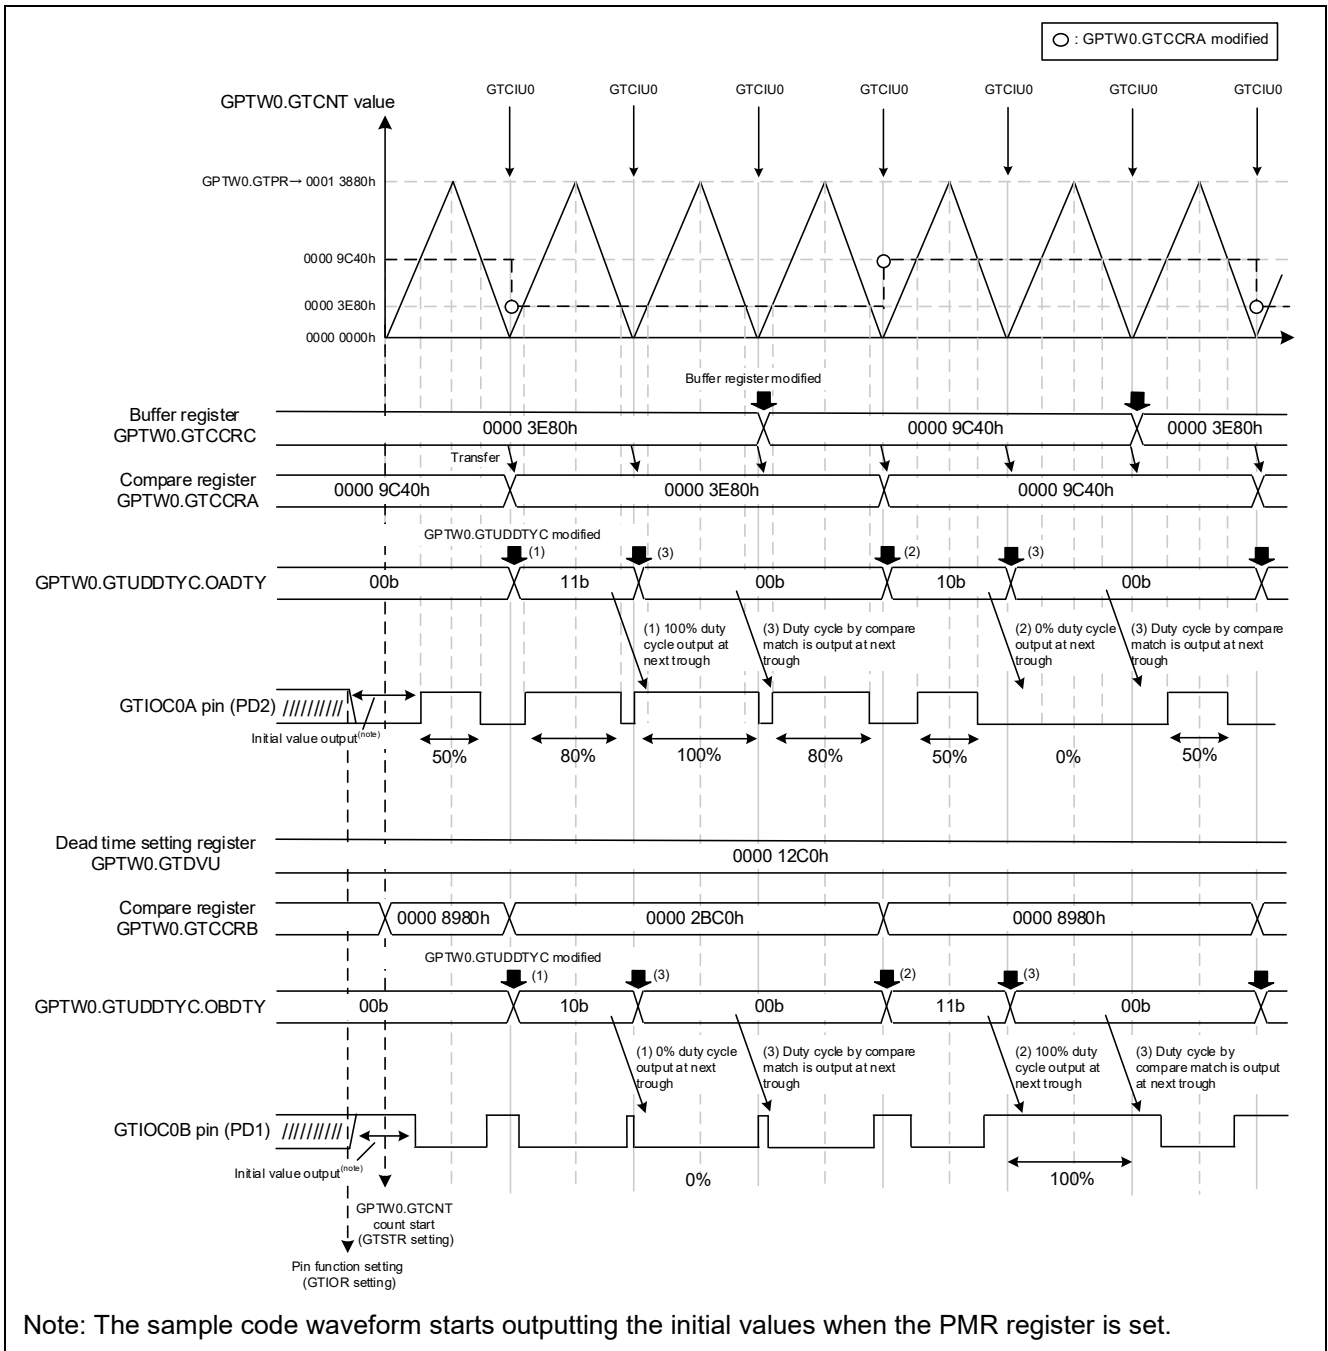 ○ : GPTW0.GTCCRA modified
GTCIU0 GTCIU0 GTCIU0 GTCIU0 GTCIU0 GTCIU0 GTCIU0
GPTW0.GTCNT value
GPTW0.GTPR→ 0001 3880h
0000 9C40h
0000 3E80h
0000 0000h
Buffer register modified
Buffer register
GPTW0.GTCCRC
0000 3E80h 0000 9C40h 0000 3E80h
Transfer
Compare register
GPTW0.GTCCRA
0000 9C40h 0000 3E80h 0000 9C40h
GPTW0.GTUDDTYC modified
(1) (3) (2) (3)
GPTW0.GTUDDTYC.OADTY
00b 11b 00b 10b 00b
(1) 100% duty
cycle output at
next trough
(3) Duty cycle by compare
match is output at next
trough
(2) 0% duty cycle
output at next
trough
(3) Duty cycle by compare
match is output at next
trough
GTIOC0A pin (PD2)
Initial value output(note)
50% 80% 100% 80% 50% 0% 50%
Dead time setting register
GPTW0.GTDVU
0000 12C0h
Compare register
GPTW0.GTCCRB
0000 8980h 0000 2BC0h 0000 8980h
GPTW0.GTUDDTYC modified
(1) (3) (2) (3)
GPTW0.GTUDDTYC.OBDTY
00b 10b 00b 11b 00b
(1) 0% duty cycle
output at next
trough
(3) Duty cycle by compare
match is output at next
trough
(2) 100% duty
cycle output at
next trough
(3) Duty cycle by
compare match is output
at next trough
GTIOC0B pin (PD1)
Initial value output(note)
0% 100%
GPTW0.GTCNT
count start
(GTSTR setting)
Pin function setting
(GTIOR setting)
Note: The sample code waveform starts outputting the initial values when the PMR register is set.